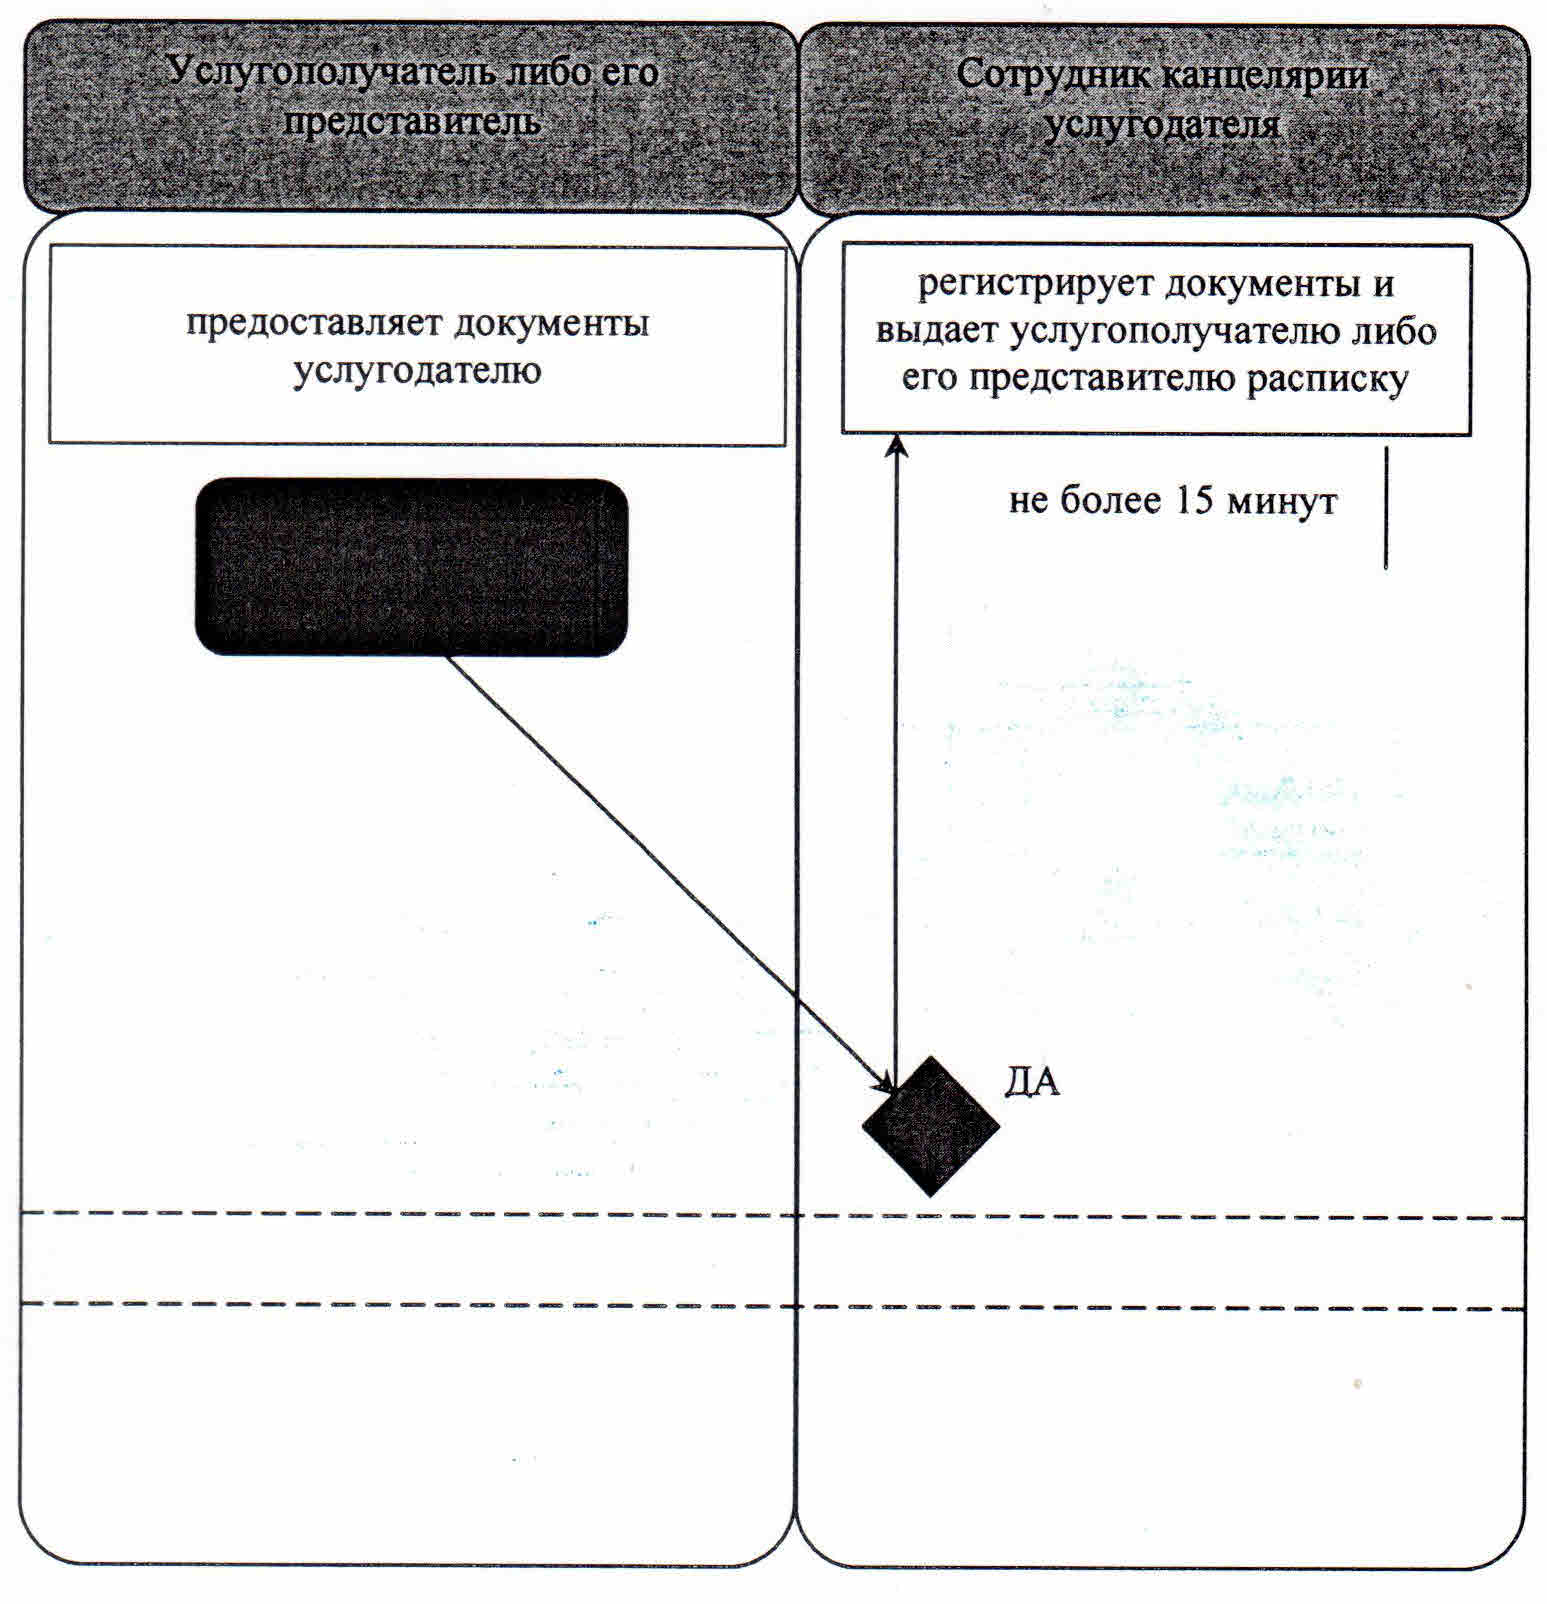 Услугополучатель либо его
представитель
Сотрудник канцелярии
услугодателя
предоставляет документы
услугодателю
регистрирует документы и
выдает услугополучателю либо
его представителю расписку
не более 15 минут
ДА